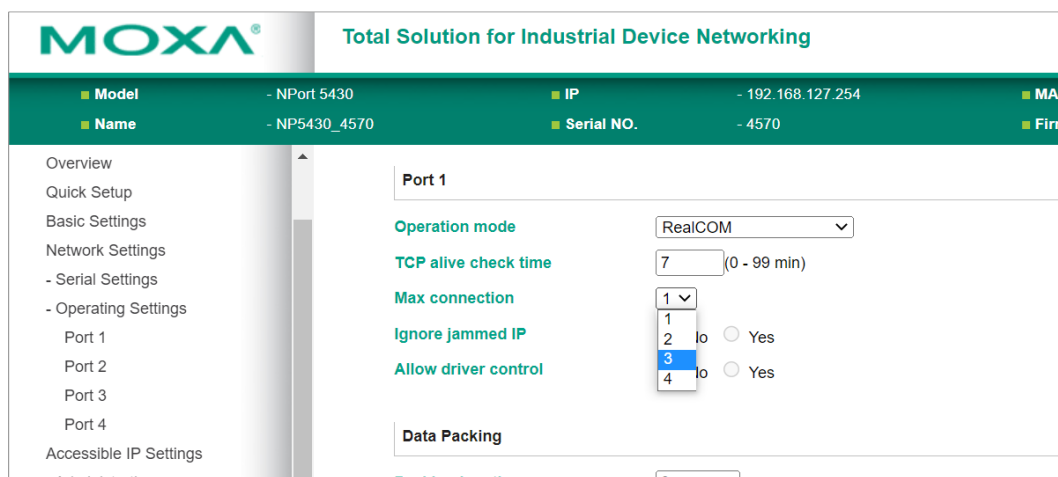 MOXA® Total Solution for Industrial Device Networking
Model - NPort 5430 IP - 192.168.127.254
Name - NP5430_4570 Serial NO. - 4570
Overview
Quick Setup
Basic Settings
Network Settings
- Serial Settings
- Operating Settings
Port 1
Port 2
Port 3
Port 4
Accessible IP Settings
Port 1
Operation mode RealCOM
TCP alive check time 7 (0 - 99 min)
Max connection 1
1
2
3
4
Ignore jammed IP Yes
Allow driver control Yes
Data Packing